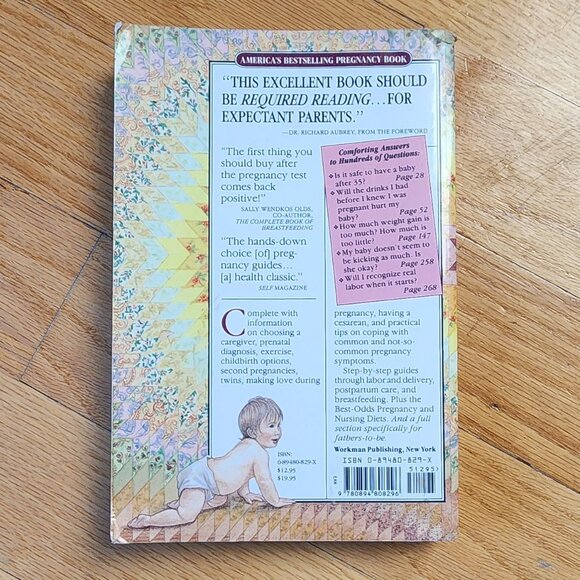 AMERICA'S BESTSELLING PREGNANCY BOOK
"THIS EXCELLENT BOOK SHOULD
BE REQUIRED READING...FOR
EXPECTANT PARENTS."
—DR. RICHARD AUBREY, FROM THE FOREWORD
"The first thing you
should buy after
the pregnancy test
comes back
positive!"
SALLY WENDKOS OLDS,
CO-AUTHOR,
THE COMPLETE BOOK OF
BREASTFEEDING
"The hands-down
choice [of] preg-
nancy guides...
[a] health classic."
SELF MAGAZINE
Comforting Answers
to Hundreds of Questions:
♦Is it safe to have a baby
after 35? Page 28
♦Will the drinks I had
before I knew I was
pregnant hurt my
baby? Page 52
♦How much weight gain is
too much? How much is
too little? Page 147
♦My baby doesn't seem to
be kicking as much. Is
she okay? Page 258
♦Will I recognize real
labor when it starts?
Page 268
Complete with
information
on choosing a
caregiver, prenatal
diagnosis, exercise,
childbirth options,
second pregnancies,
twins, making love during
pregnancy, having a
cesarean, and practical
tips on coping with
common and not-so-
common pregnancy
symptoms.
Step-by-step guides
through labor and delivery,
postpartum care, and
breastfeeding. Plus the
Best-Odds Pregnancy and
Nursing Diets. And a full
section specifically for
fathers-to-be.
Workman Publishing, New York
ISBN:
0-89480-829-X
$12.95
$19.95
ISBN 0-89480-829-X
51295
9 780894 808296